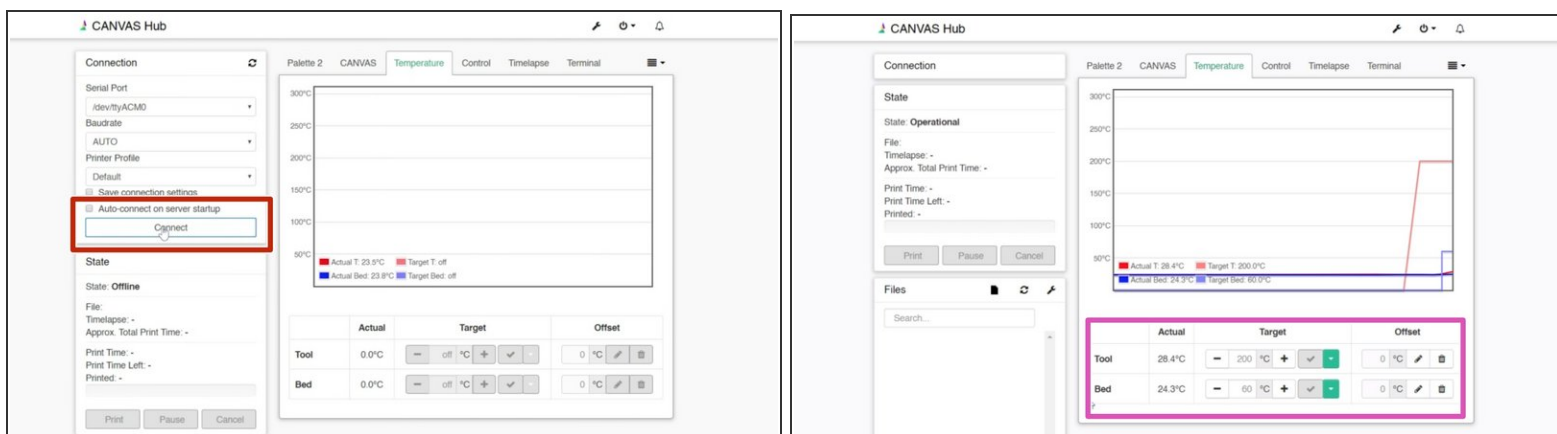 CANVAS Hub
Connection
Serial Port
/dev/ttyACM0
Baudrate
AUTO
Printer Profile
Default
Save connection settings
Auto-connect on server startup
Connect
State
State: Offline
File:
Timelapse: -
Approx. Total Print Time: -
Print Time: -
Print Time Left: -
Printed: -
Print Pause Cancel
Palette 2 CANVAS Temperature Control Timelapse Terminal
300°C
250°C
200°C
150°C
100°C
50°C
Actual T: 23.5°C Target T: off
Actual Bed: 23.8°C Target Bed: off
Actual Target Offset
Tool 0.0°C off °C 0 °C
Bed 0.0°C off °C 0 °C
CANVAS Hub
Connection
State
State: Operational
File:
Timelapse: -
Approx. Total Print Time: -
Print Time: -
Print Time Left: -
Printed: -
Print Pause Cancel
Files
Search...
Palette 2 CANVAS Temperature Control Timelapse Terminal
300°C
250°C
200°C
150°C
100°C
50°C
Actual T: 28.4°C Target T: 200.0°C
Actual Bed: 24.3°C Target Bed: 60.0°C
Actual Target Offset
Tool 28.4°C 200 °C 0 °C
Bed 24.3°C 60 °C 0 °C